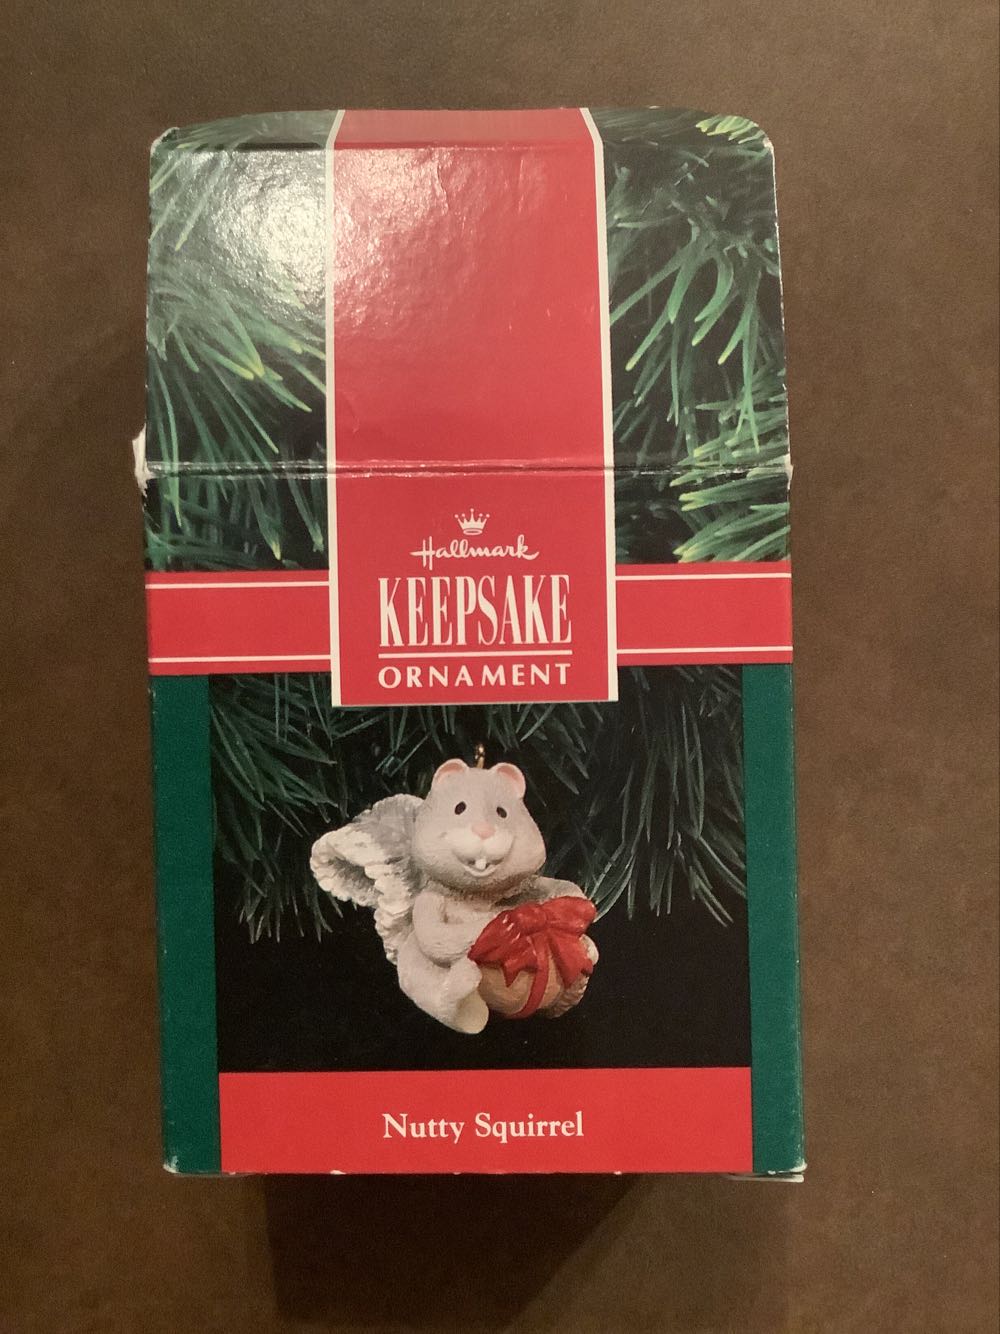 Hallmark
KEEPSAKE
ORNAMENT
Nutty Squirrel